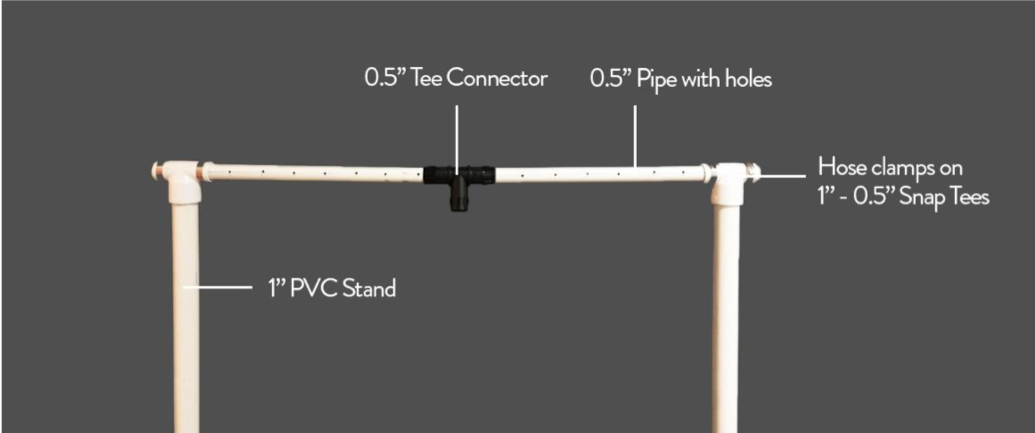 0.5” Tee Connector
0.5” Pipe with holes
Hose clamps on
1” - 0.5” Snap Tees
1” PVC Stand